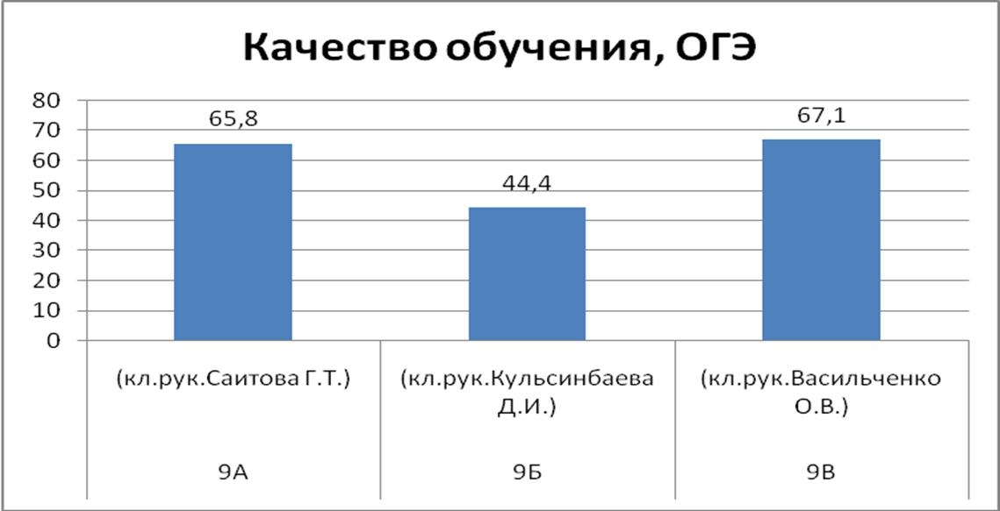 Качество обучения, ОГЭ
80
70
60
50
40
30
20
10
0
65,8
44,4
67,1
(кл.рук.Саитова Г.Т.)
(кл.рук.Кульсинбаева
Д.И.)
(кл.рук.Васильченко
О.В.)
9А
9Б
9В